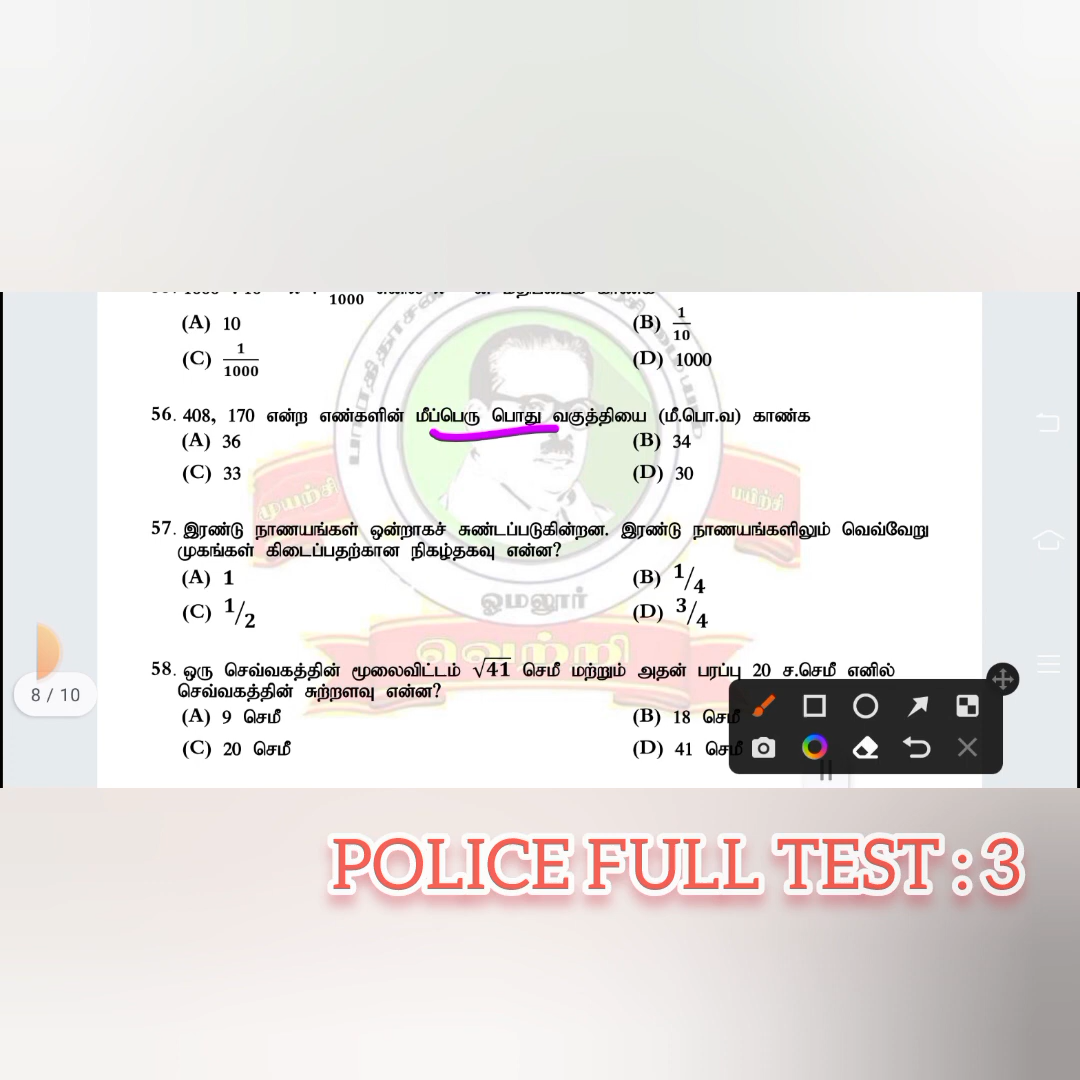 1000
(A) 10 (B) 1/10
(C) 1/1000 (D) 1000
56. 408, 170 என்ற எண்களின் மீப்பெரு பொது வகுத்தியை (மீ.பொ.வ) காண்க
(A) 36 (B) 34
(C) 33 (D) 30
57. இரண்டு நாணயங்கள் ஒன்றாகச் சுண்டப்படுகின்றன. இரண்டு நாணயங்களிலும் வெவ்வேறு
முகங்கள் கிடைப்பதற்கான நிகழ்தகவு என்ன?
(A) 1 (B) 1/4
(C) 1/2 (D) 3/4
58. ஒரு செவ்வகத்தின் மூலைவிட்டம் √41 செமீ மற்றும் அதன் பரப்பு 20 ச.செமீ எனில்
செவ்வகத்தின் சுற்றளவு என்ன?
(A) 9 செமீ (B) 18 செமீ
(C) 20 செமீ (D) 41 செமீ
முயற்சி
பயிற்சி
ஓமலூர்
வெற்றி
8 / 10
POLICE FULL TEST : 3